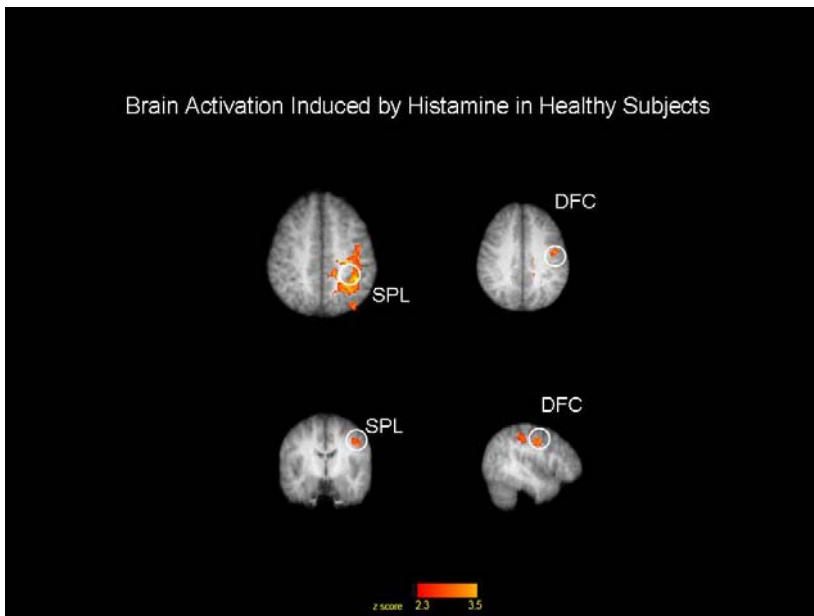 Brain Activation Induced by Histamine in Healthy Subjects
DFC
SPL
SPL
DFC
z score 2.3 3.5